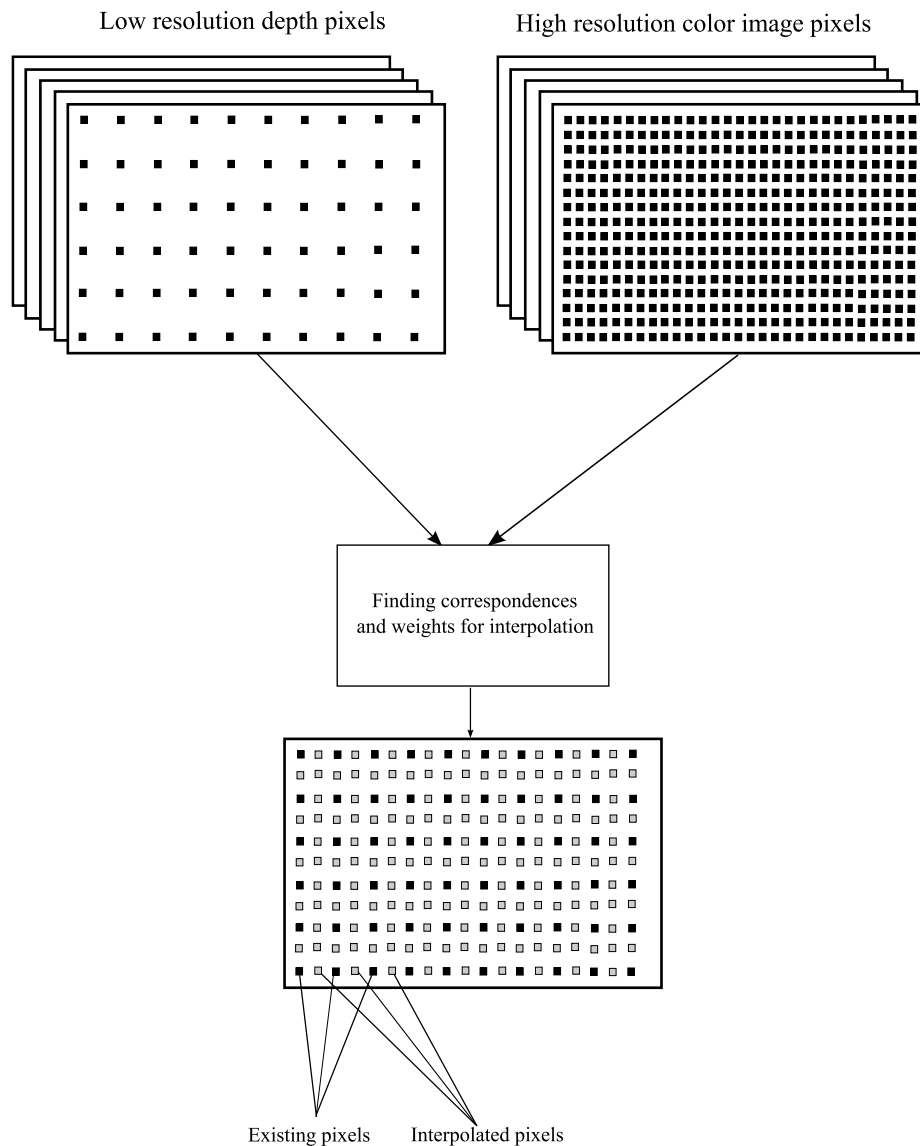 Low resolution depth pixels
High resolution color image pixels
Finding correspondences
and weights for interpolation
Existing pixels
Interpolated pixels